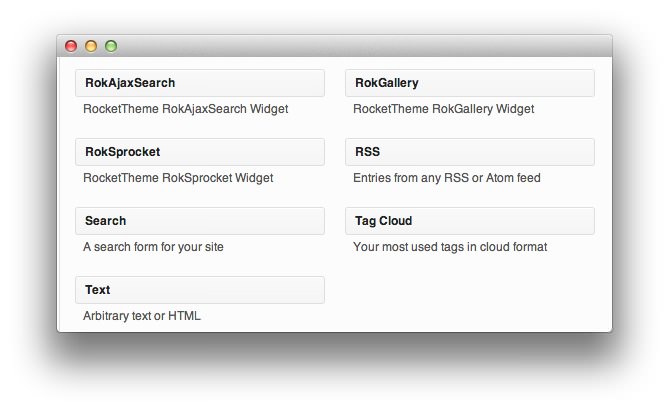 RokAjaxSearch
RocketTheme RokAjaxSearch Widget
RokGallery
RocketTheme RokGallery Widget
RokSprocket
RocketTheme RokSprocket Widget
RSS
Entries from any RSS or Atom feed
Search
A search form for your site
Tag Cloud
Your most used tags in cloud format
Text
Arbitrary text or HTML